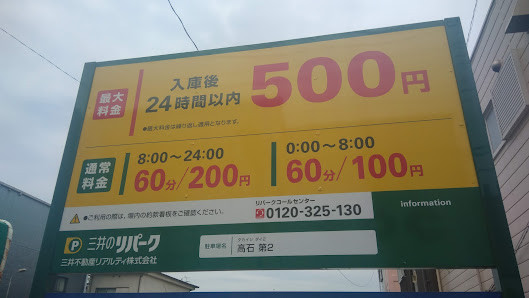 最大料金
入庫後
24時間以内
500円
●最大料金は繰り返し適用となります。
通常料金
8:00〜24:00
60分/200円
0:00〜8:00
60分/100円
●ご利用の際は、場内の約款看板をご確認ください。
リパークコールセンター
0120-325-130
information
P 三井のリパーク
三井不動産リアルティ株式会社
駐車場名
高石 第2